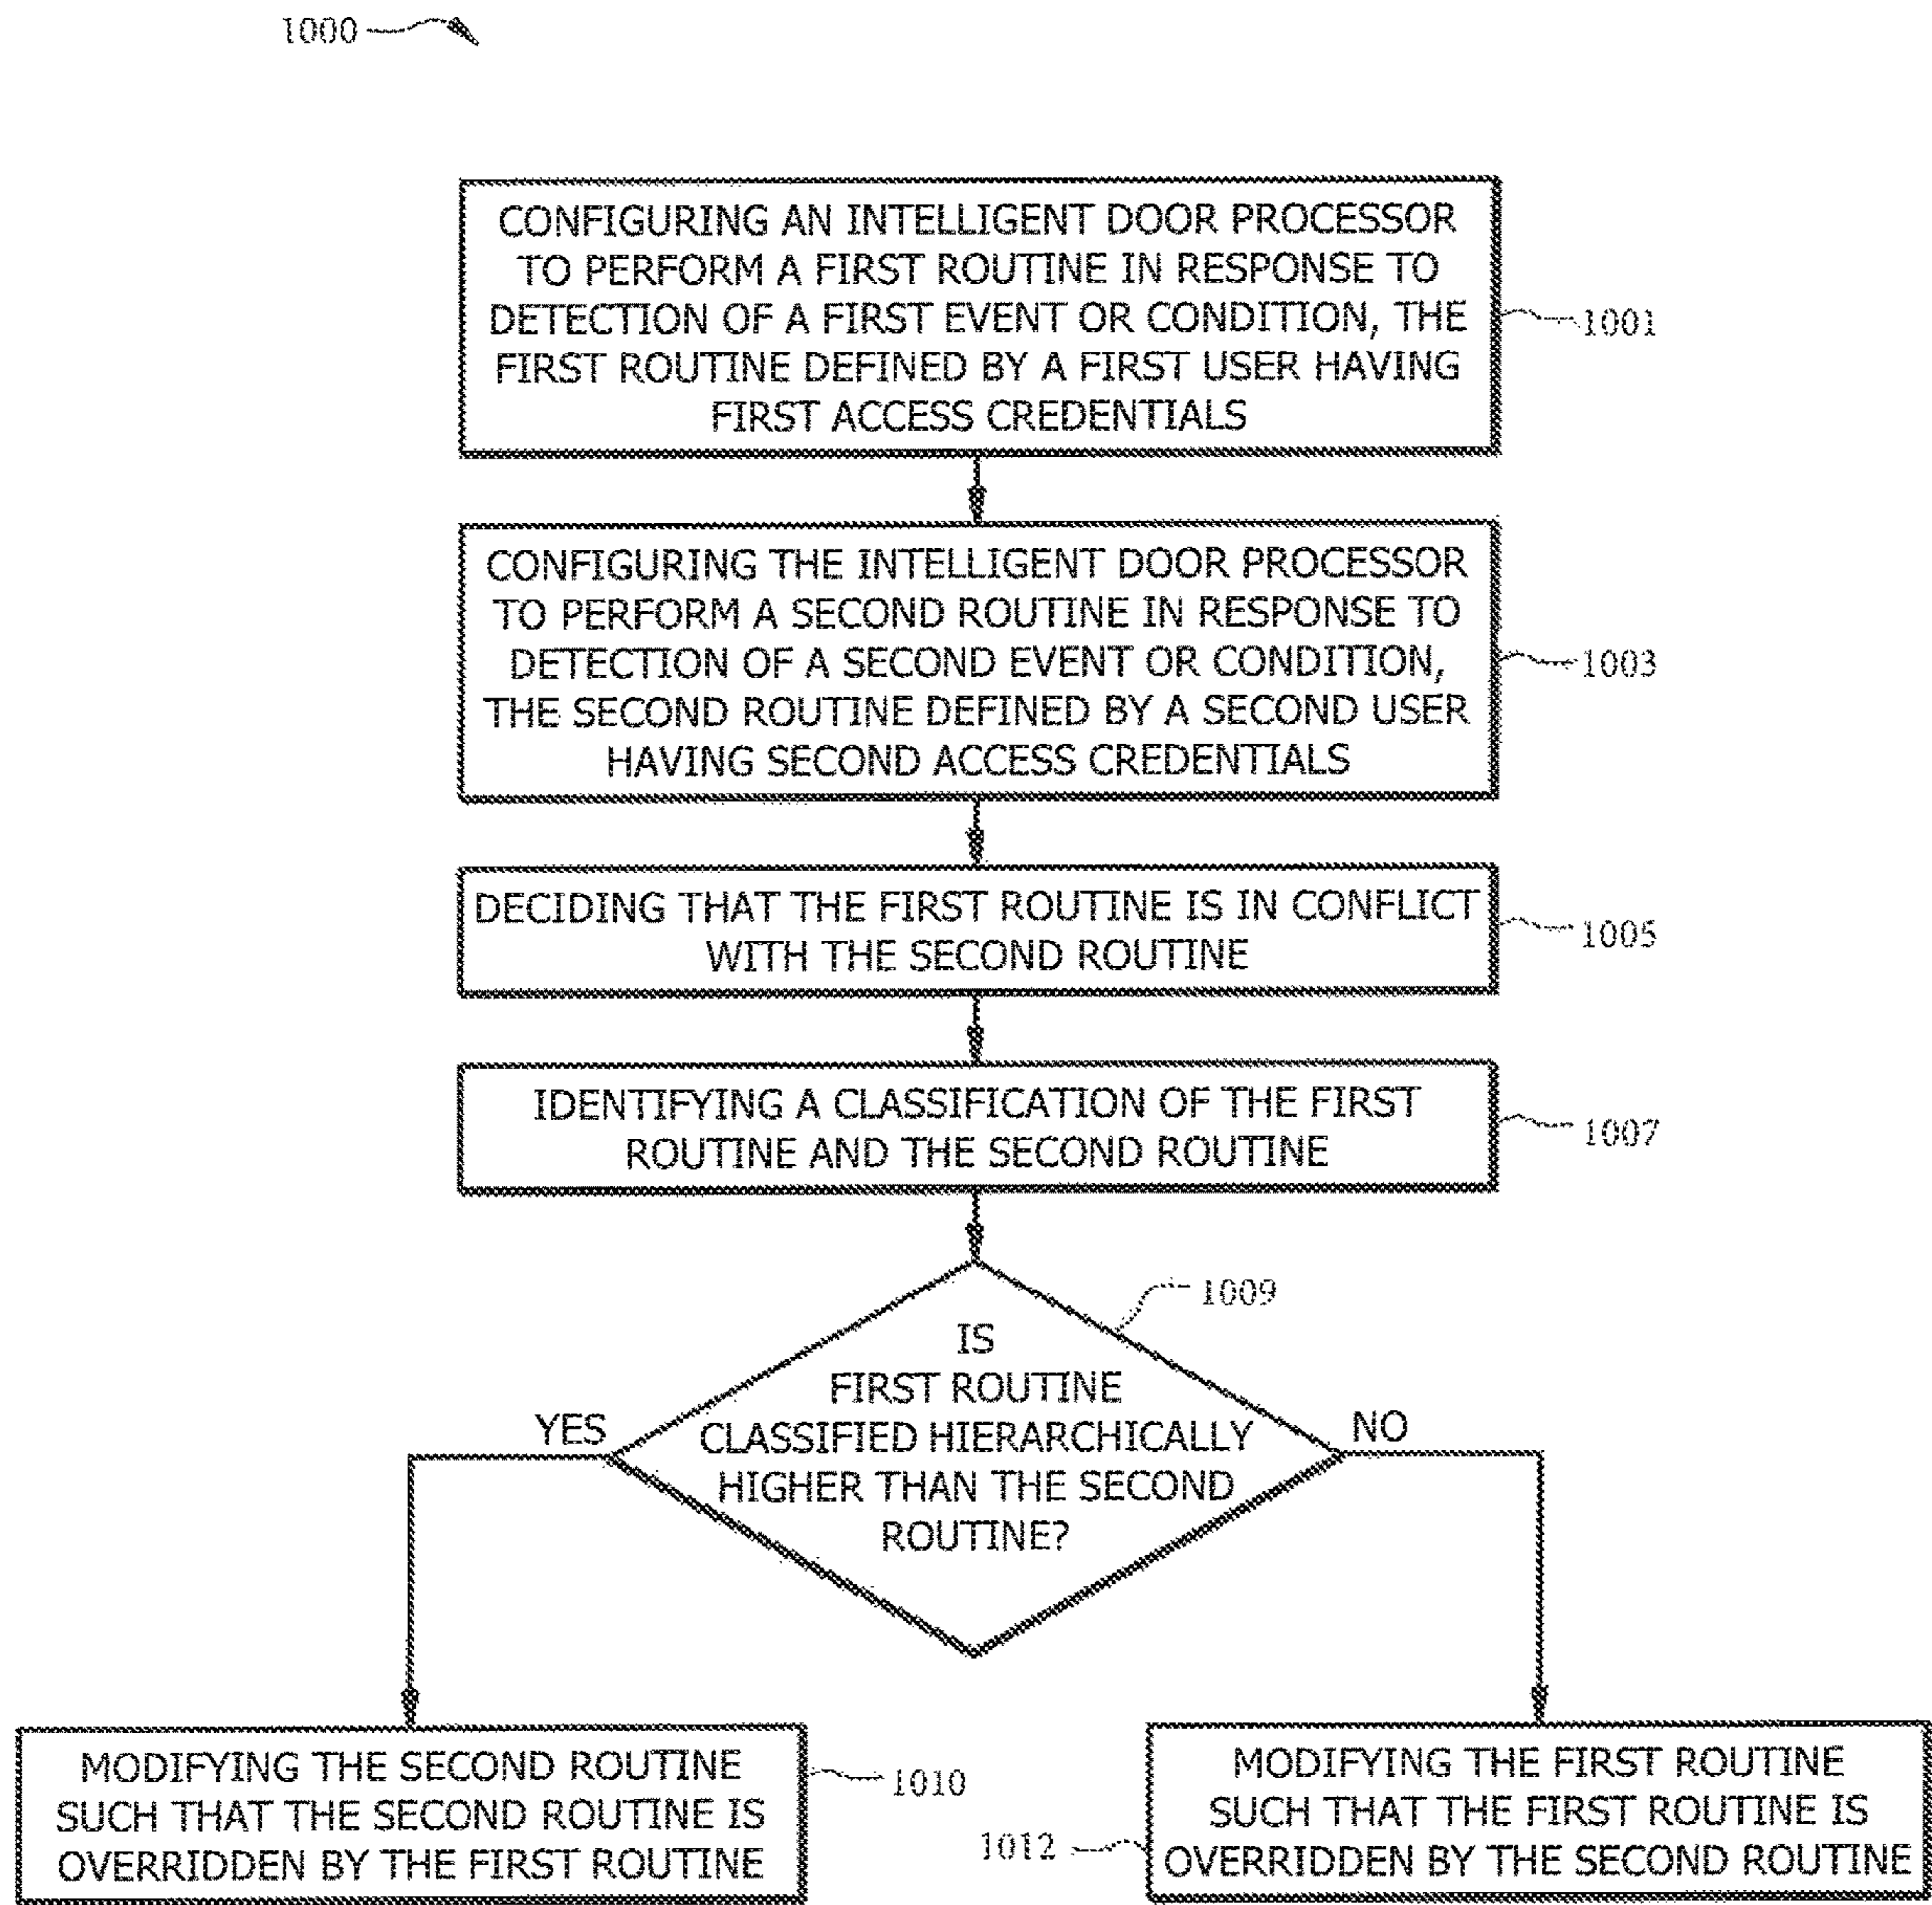 1000
CONFIGURING AN INTELLIGENT DOOR PROCESSOR
TO PERFORM A FIRST ROUTINE IN RESPONSE TO
DETECTION OF A FIRST EVENT OR CONDITION, THE
FIRST ROUTINE DEFINED BY A FIRST USER HAVING
FIRST ACCESS CREDENTIALS
1001
CONFIGURING THE INTELLIGENT DOOR PROCESSOR
TO PERFORM A SECOND ROUTINE IN RESPONSE TO
DETECTION OF A SECOND EVENT OR CONDITION,
THE SECOND ROUTINE DEFINED BY A SECOND USER
HAVING SECOND ACCESS CREDENTIALS
1003
DECIDING THAT THE FIRST ROUTINE IS IN CONFLICT
WITH THE SECOND ROUTINE
1005
IDENTIFYING A CLASSIFICATION OF THE FIRST
ROUTINE AND THE SECOND ROUTINE
1007
1009
IS
FIRST ROUTINE
CLASSIFIED HIERARCHICALLY
HIGHER THAN THE SECOND
ROUTINE?
YES
NO
MODIFYING THE SECOND ROUTINE
SUCH THAT THE SECOND ROUTINE IS
OVERRIDDEN BY THE FIRST ROUTINE
1010
1012
MODIFYING THE FIRST ROUTINE
SUCH THAT THE FIRST ROUTINE IS
OVERRIDDEN BY THE SECOND ROUTINE